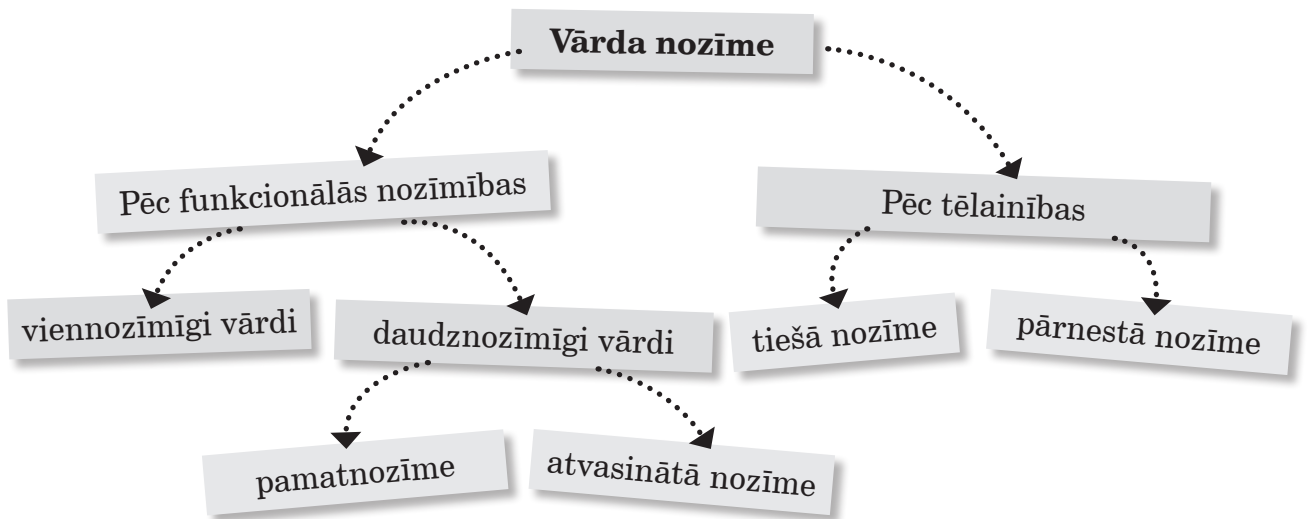 Vārda nozīme
Pēc funkcionālās nozīmības
Pēc tēlainības
viennozīmīgi vārdi
daudznozīmīgi vārdi
tiešā nozīme
pārnestā nozīme
pamatnozīme
atvasinātā nozīme